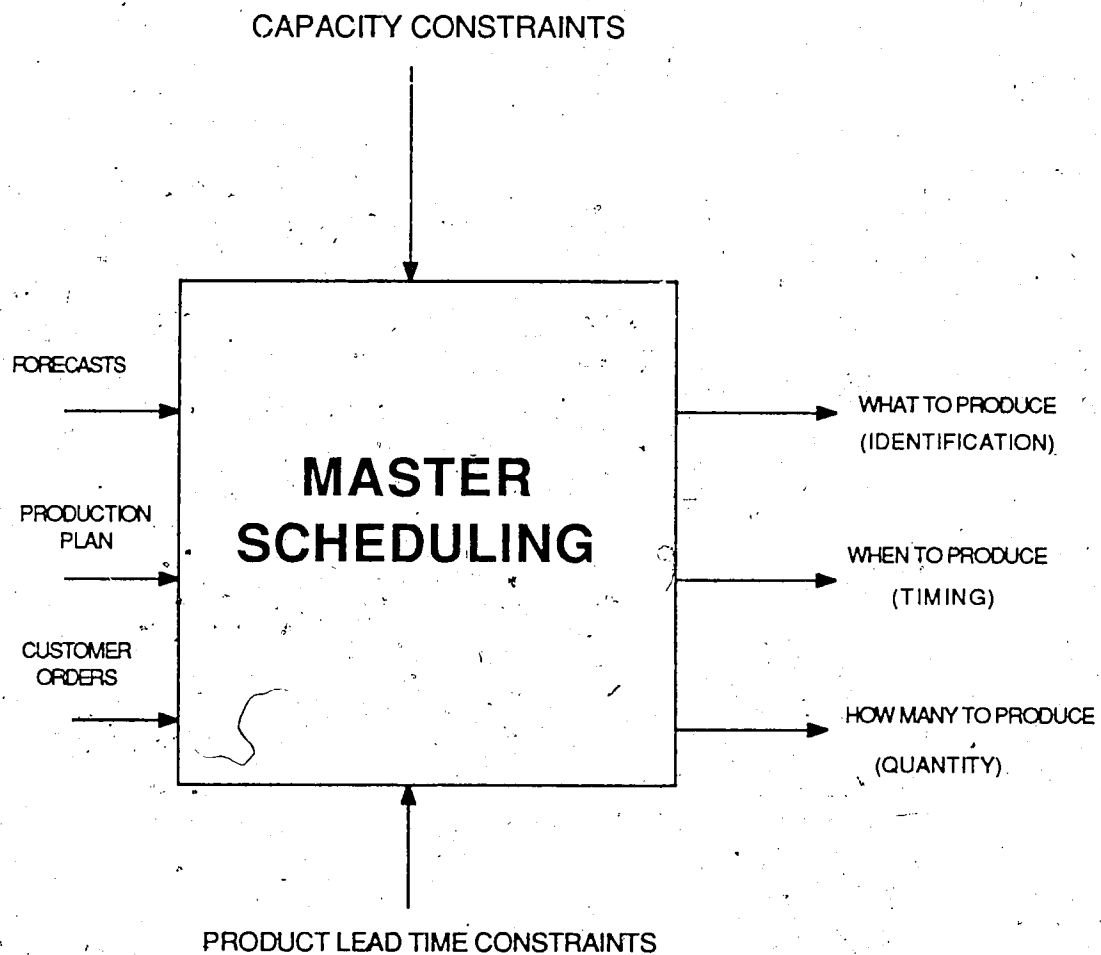 CAPACITY CONSTRAINTS
FORECASTS
PRODUCTION
PLAN
CUSTOMER
ORDERS
MASTER
SCHEDULING
WHAT TO PRODUCE
(IDENTIFICATION)
WHEN TO PRODUCE
(TIMING)
HOW MANY TO PRODUCE
(QUANTITY)
PRODUCT LEAD TIME CONSTRAINTS